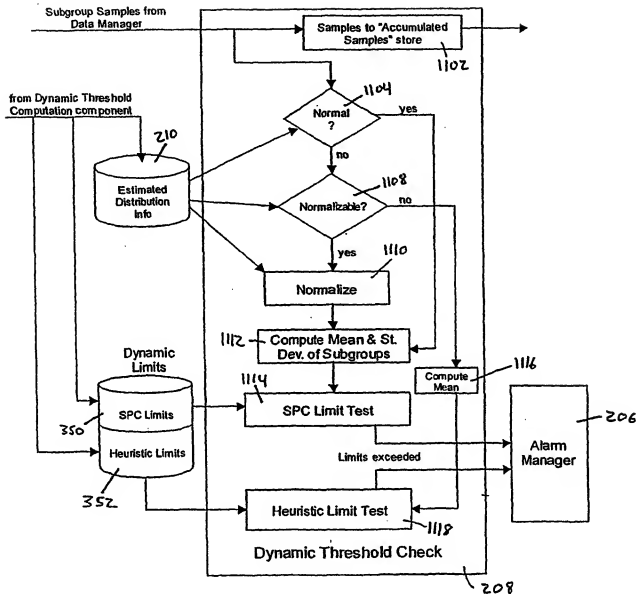 Subgroup Samples from
Data Manager
Samples to "Accumulated
Samples" store
1102
1104
from Dynamic Threshold
Computation component
Normal
?
yes
210
no
1108
Estimated
Distribution
Info
Normalizable?
no
yes
1110
Normalize
1112
Compute Mean & St.
Dev. of Subgroups
Dynamic
Limits
1114
1116
Compute
Mean
SPC Limits
350
SPC Limit Test
206
Alarm
Manager
Heuristic Limits
Limits exceeded
352
Heuristic Limit Test
1118
Dynamic Threshold Check
208